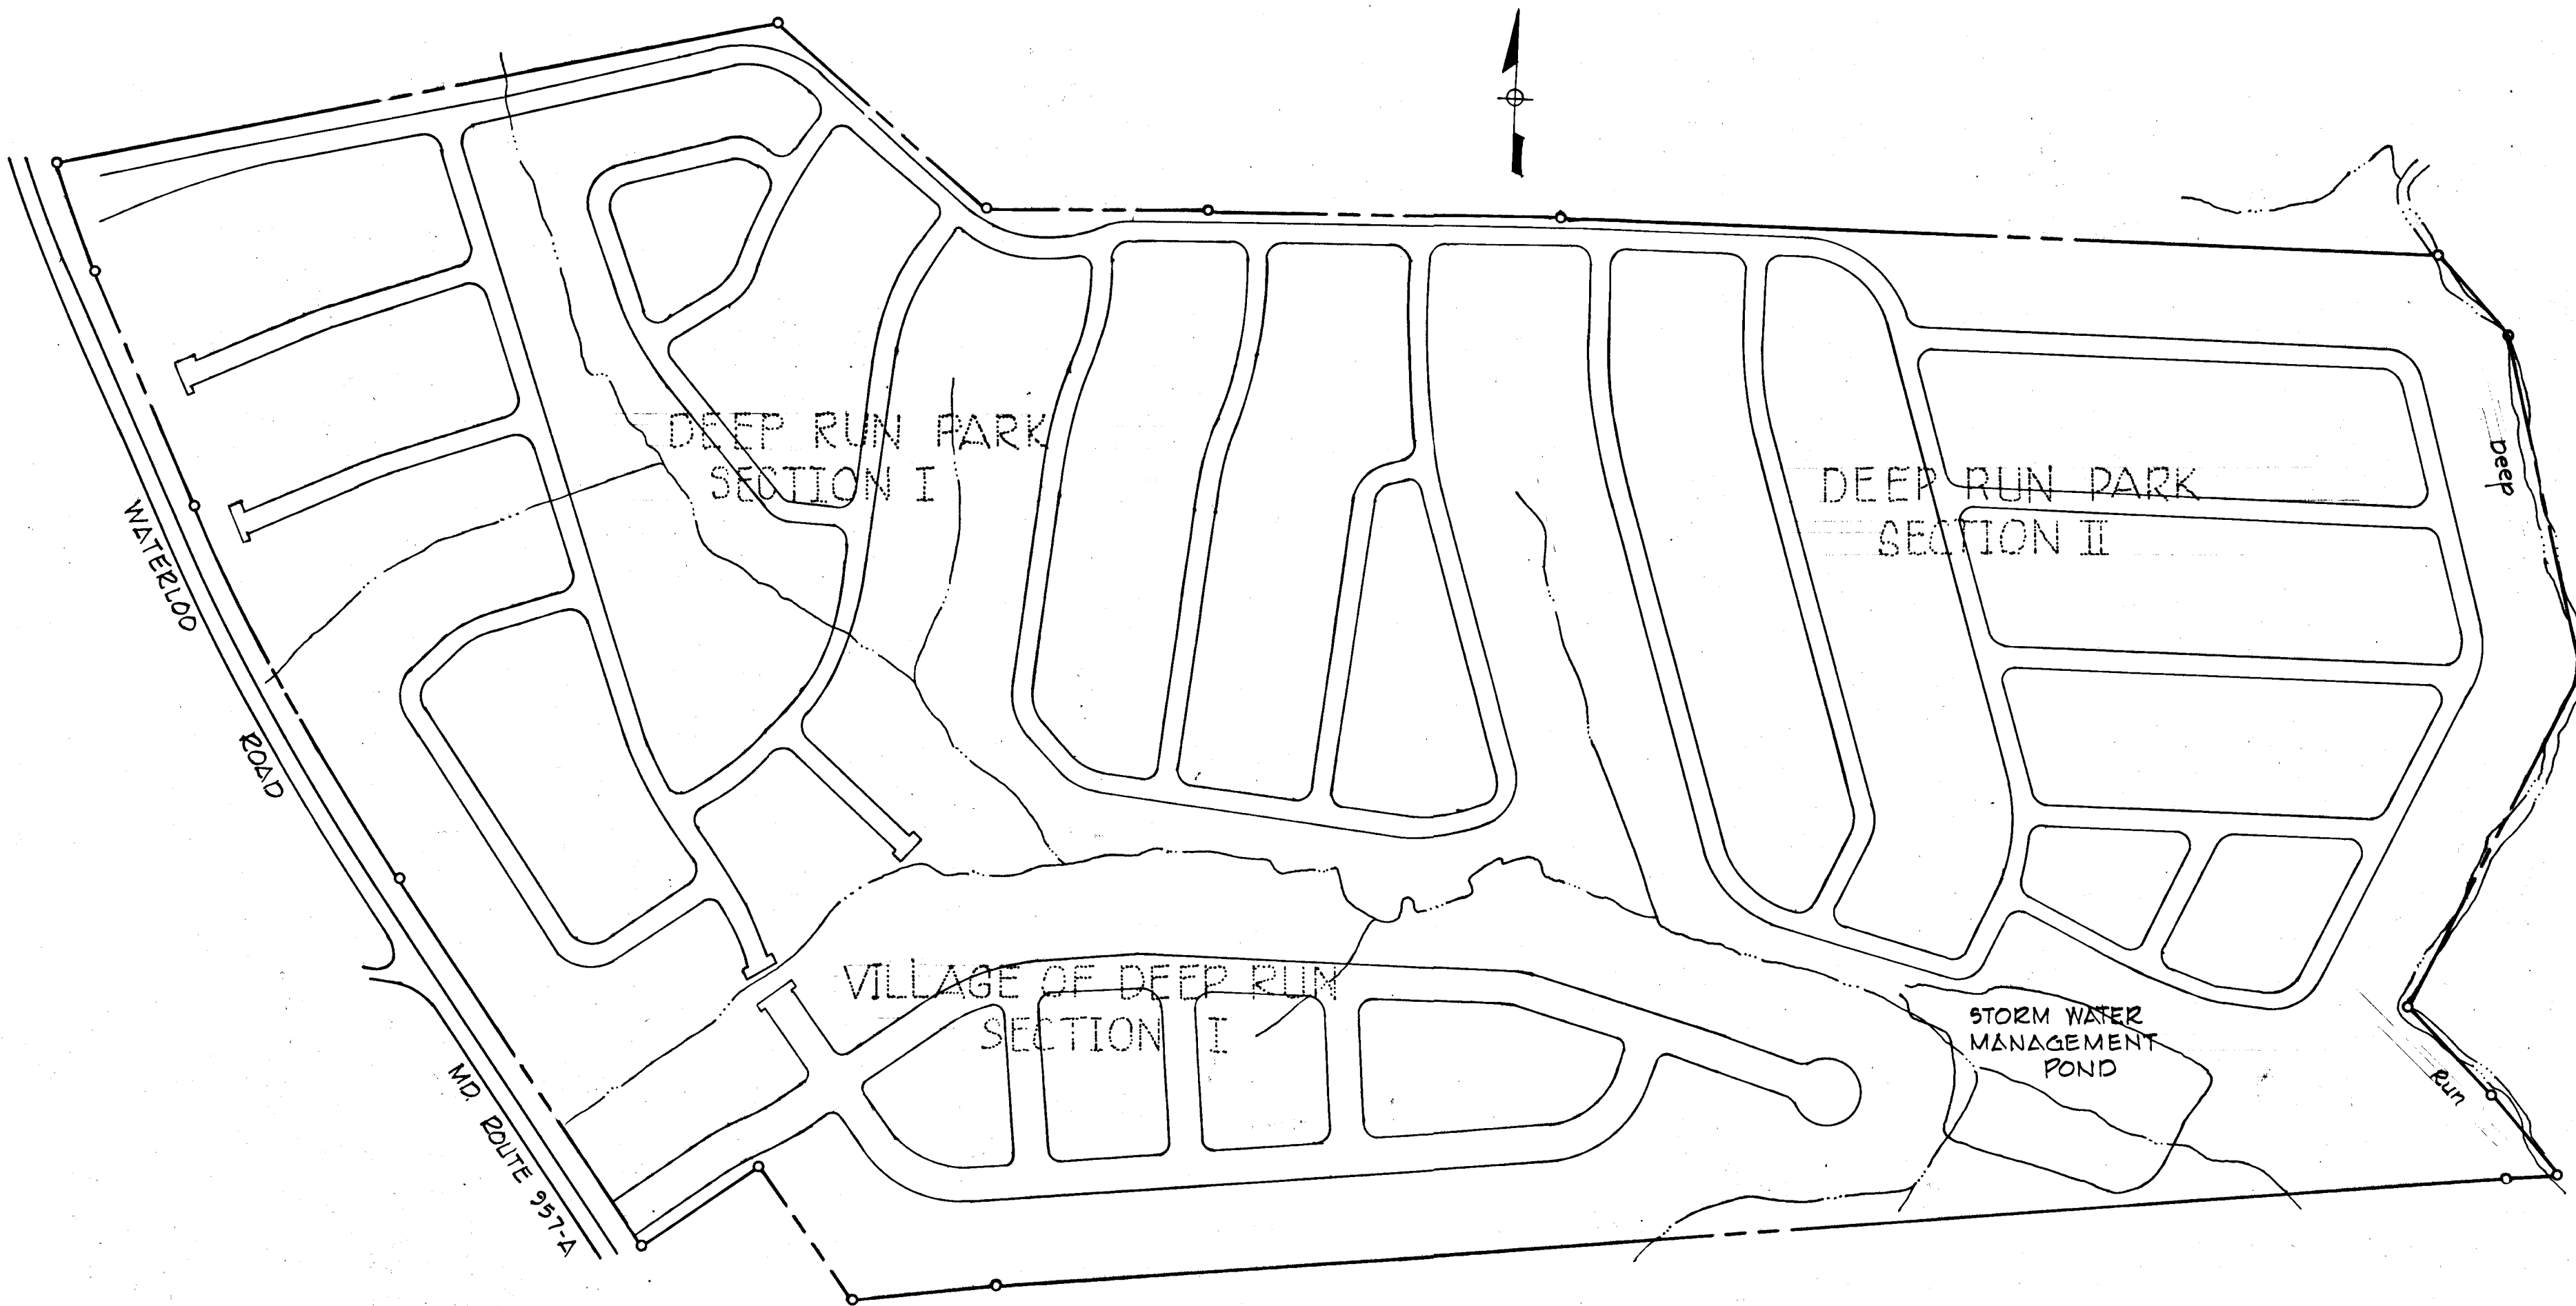 DEEP RUN PARK
SECTION I
DEEP RUN PARK
SECTION II
Deep
WATERLOO
ROAD
VILLAGE OF DEEP RUN
SECTION I
STORM WATER
MANAGEMENT
POND
Run
MD. ROUTE 957-A